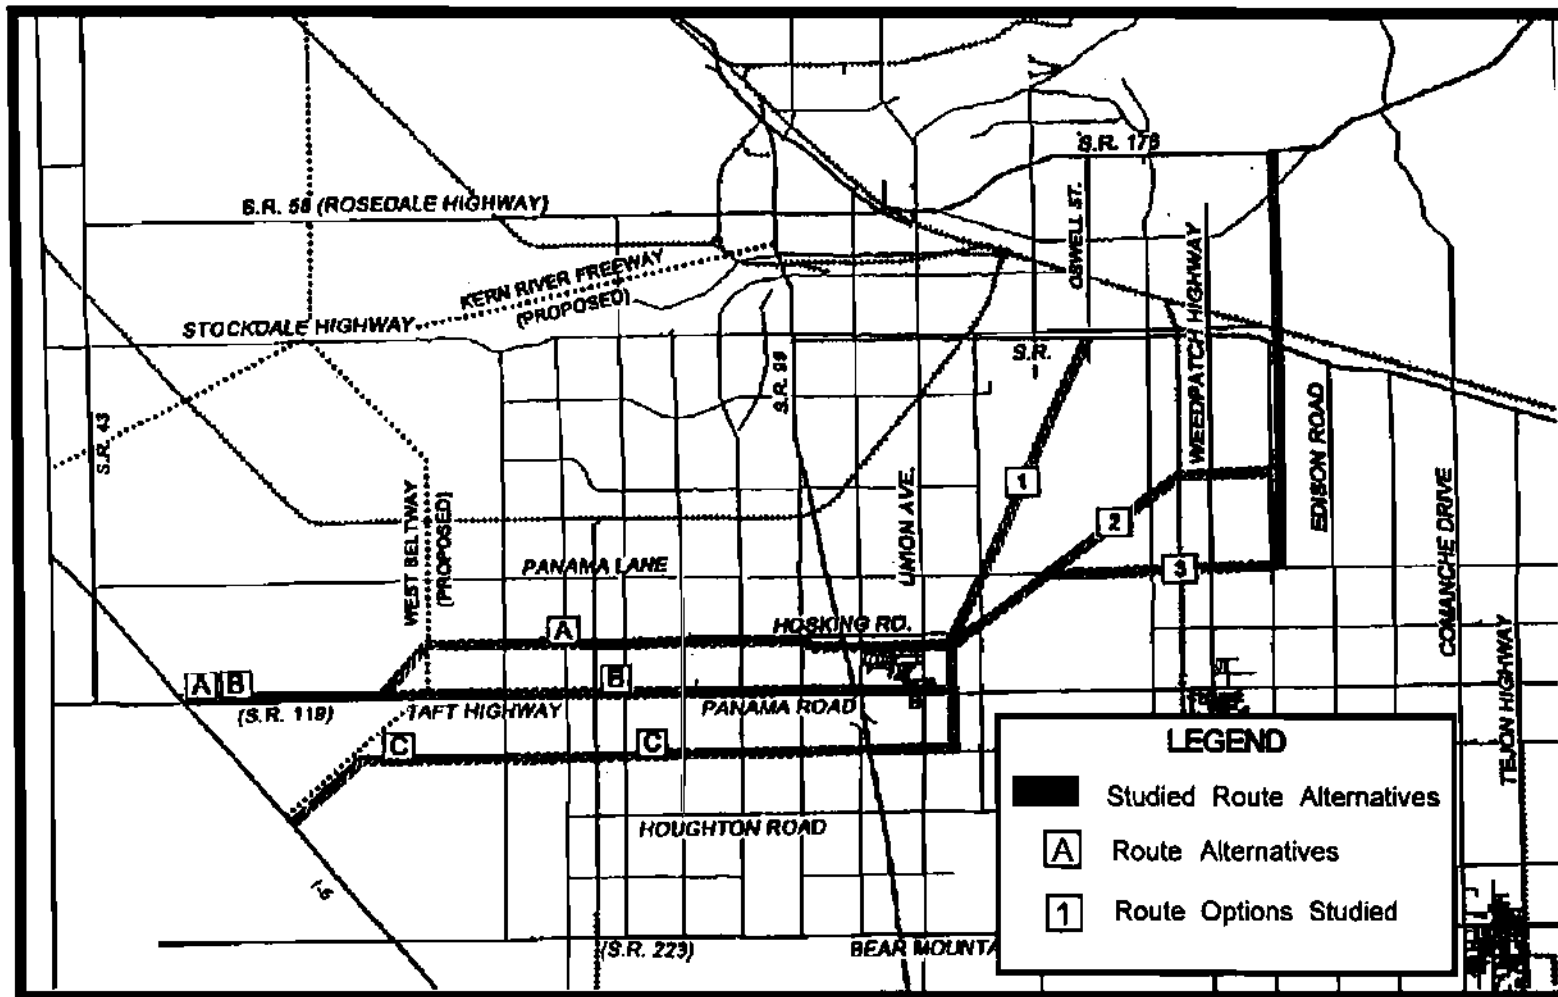 S.R. 178
S.R. 58 (ROSEDALE HIGHWAY)
OSWELL ST.
KERN RIVER FREEWAY
(PROPOSED)
STOCKDALE HIGHWAY
WEEDPATCH HIGHWAY
S.R.
S.R. 99
S.R. 43
EDISON ROAD
1
UNION AVE.
2
WEST BELTWAY
(PROPOSED)
COMANCHE DRIVE
PANAMA LANE
3
HOSKING RD.
A
TEJON HIGHWAY
A B
B
(S.R. 119)
TAFT HIGHWAY
PANAMA ROAD
C
C
HOUGHTON ROAD
I-5
(S.R. 223)
BEAR MOUNTA
LEGEND
Studied Route Alternatives
A Route Alternatives
1 Route Options Studied